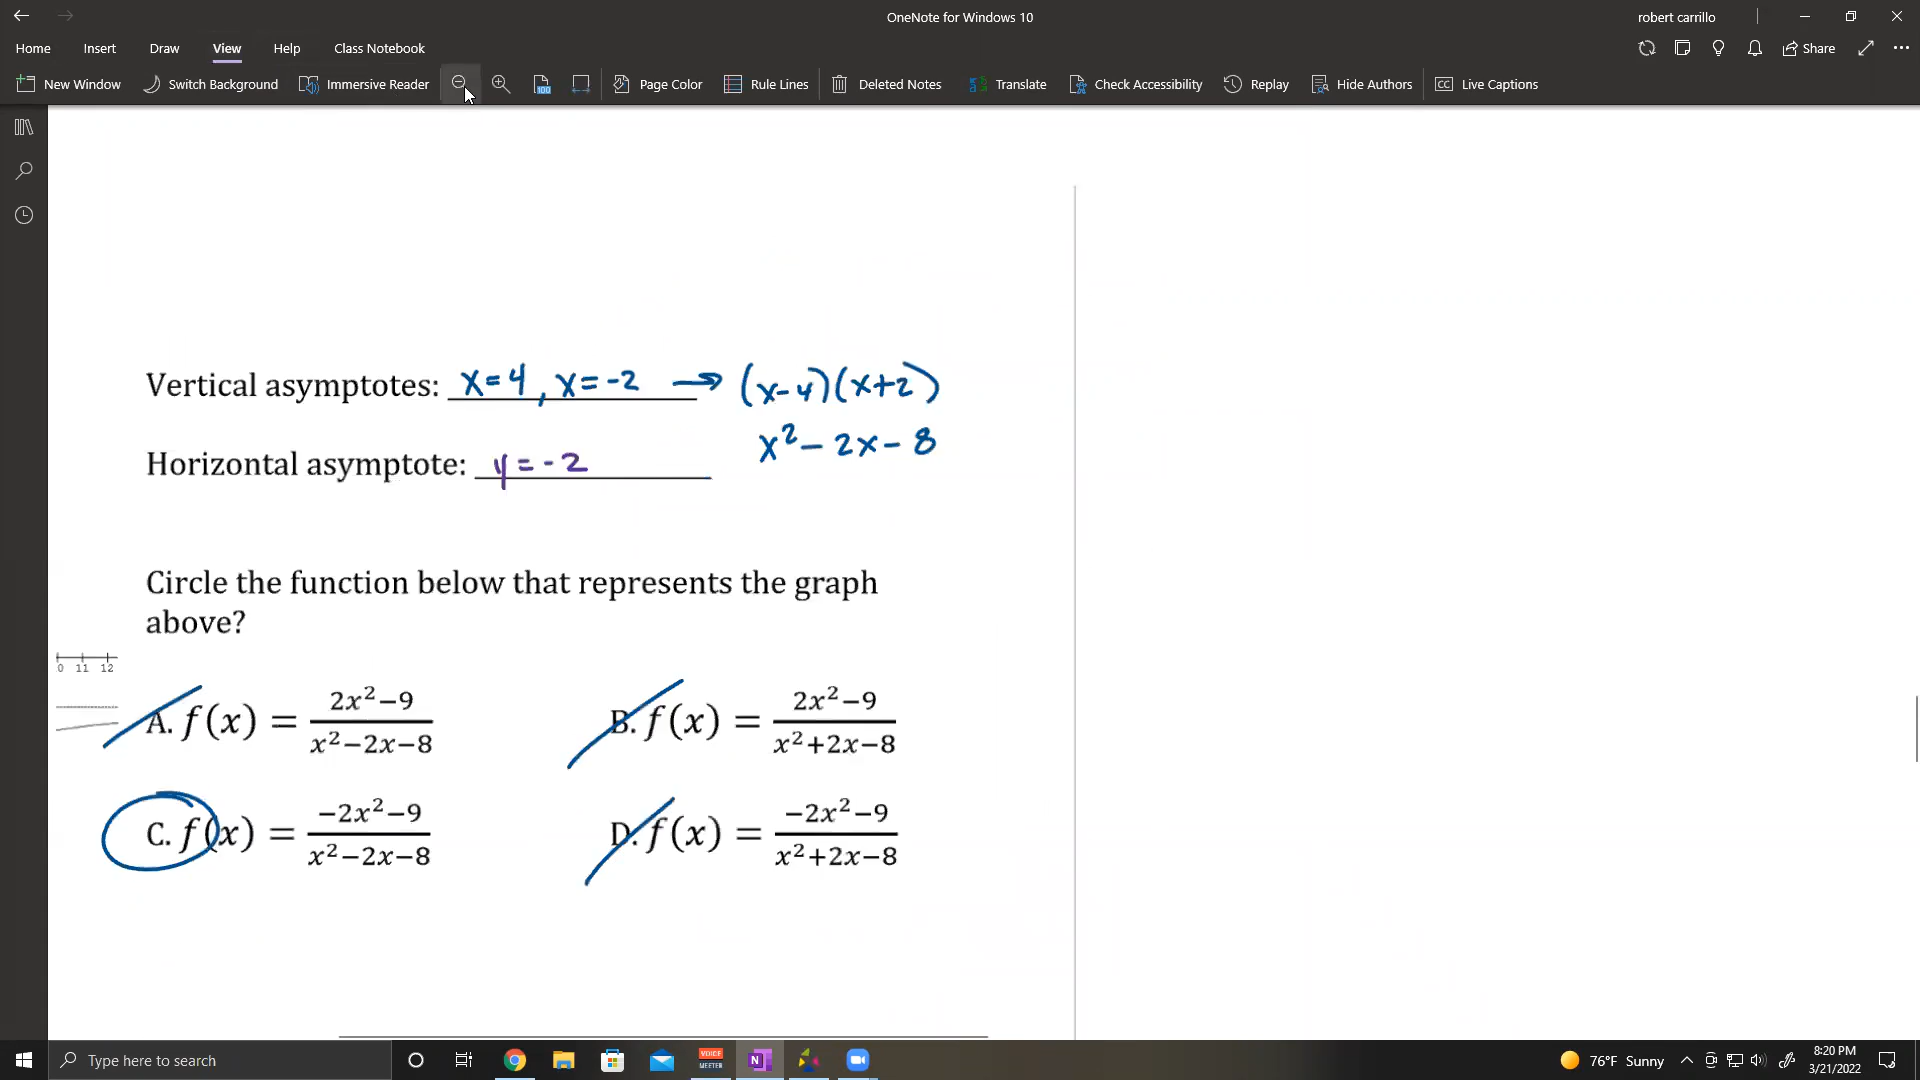 OneNote for Windows 10
robert carrillo
Home Insert Draw View Help Class Notebook
Share
New Window Switch Background Immersive Reader Page Color Rule Lines Deleted Notes Translate Check Accessibility Replay Hide Authors Live Captions
Vertical asymptotes: x=4, x=-2 → (x-4)(x+2)
x²-2x-8
Horizontal asymptote: y=-2
Circle the function below that represents the graph
above?
0 11 12
A. f(x) = (2x²−9)/(x²−2x−8) B. f(x) = (2x²−9)/(x²+2x−8)
C. f(x) = (−2x²−9)/(x²−2x−8) D. f(x) = (−2x²−9)/(x²+2x−8)
Type here to search
VOICE
MEETER
N
76°F Sunny
8:20 PM
3/21/2022